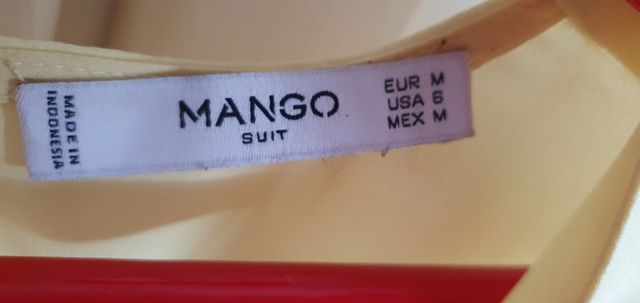 MADE IN
INDONESIA
MANGO
SUIT
EUR M
USA 6
MEX M